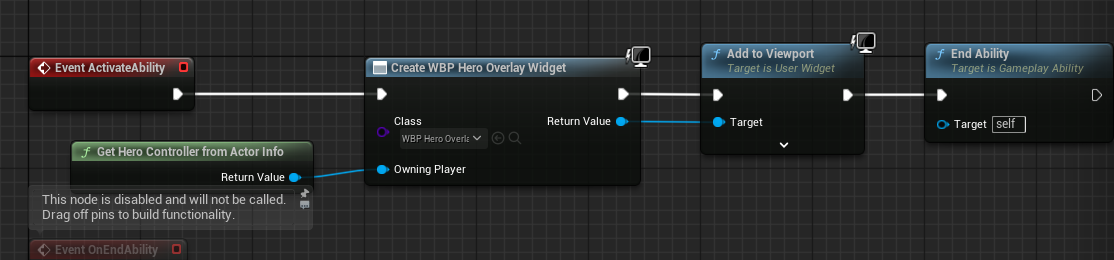 Event ActivateAbility
Create WBP Hero Overlay Widget
Class
WBP Hero Overla
Return Value
Owning Player
Add to Viewport
Target is User Widget
Target
End Ability
Target is Gameplay Ability
Target self
Get Hero Controller from Actor Info
Return Value
This node is disabled and will not be called.
Drag off pins to build functionality.
Event OnEndAbility